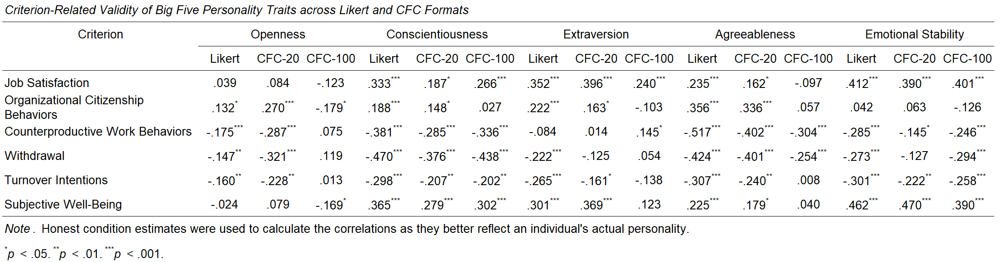 Criterion-Related Validity of Big Five Personality Traits across Likert and CFC Formats
Criterion Openness Conscientiousness Extraversion Agreeableness Emotional Stability
Likert CFC-20 CFC-100 Likert CFC-20 CFC-100 Likert CFC-20 CFC-100 Likert CFC-20 CFC-100 Likert CFC-20 CFC-100
Job Satisfaction .039 .084 -.123 .333*** .187* .266*** .352*** .396*** .240*** .235*** .162* -.097 .412*** .390*** .401***
Organizational Citizenship
Behaviors .132* .270*** -.179* .188*** .148* .027 .222*** .163* -.103 .356*** .336*** .057 .042 .063 -.126
Counterproductive Work Behaviors -.175*** -.287*** .075 -.381*** -.285*** -.336*** -.084 .014 .145* -.517*** -.402*** -.304*** -.285*** -.145* -.246***
Withdrawal -.147** -.321*** .119 -.470*** -.376*** -.438*** -.222*** -.125 .054 -.424*** -.401*** -.254*** -.273*** -.127 -.294***
Turnover Intentions -.160** -.228** .013 -.298*** -.207** -.202** -.265*** -.161* -.138 -.307*** -.240** .008 -.301*** -.222** -.258***
Subjective Well-Being -.024 .079 -.169* .365*** .279*** .302*** .301*** .369*** .123 .225*** .179* .040 .462*** .470*** .390***
Note. Honest condition estimates were used to calculate the correlations as they better reflect an individual's actual personality.
*p < .05. **p < .01. ***p < .001.